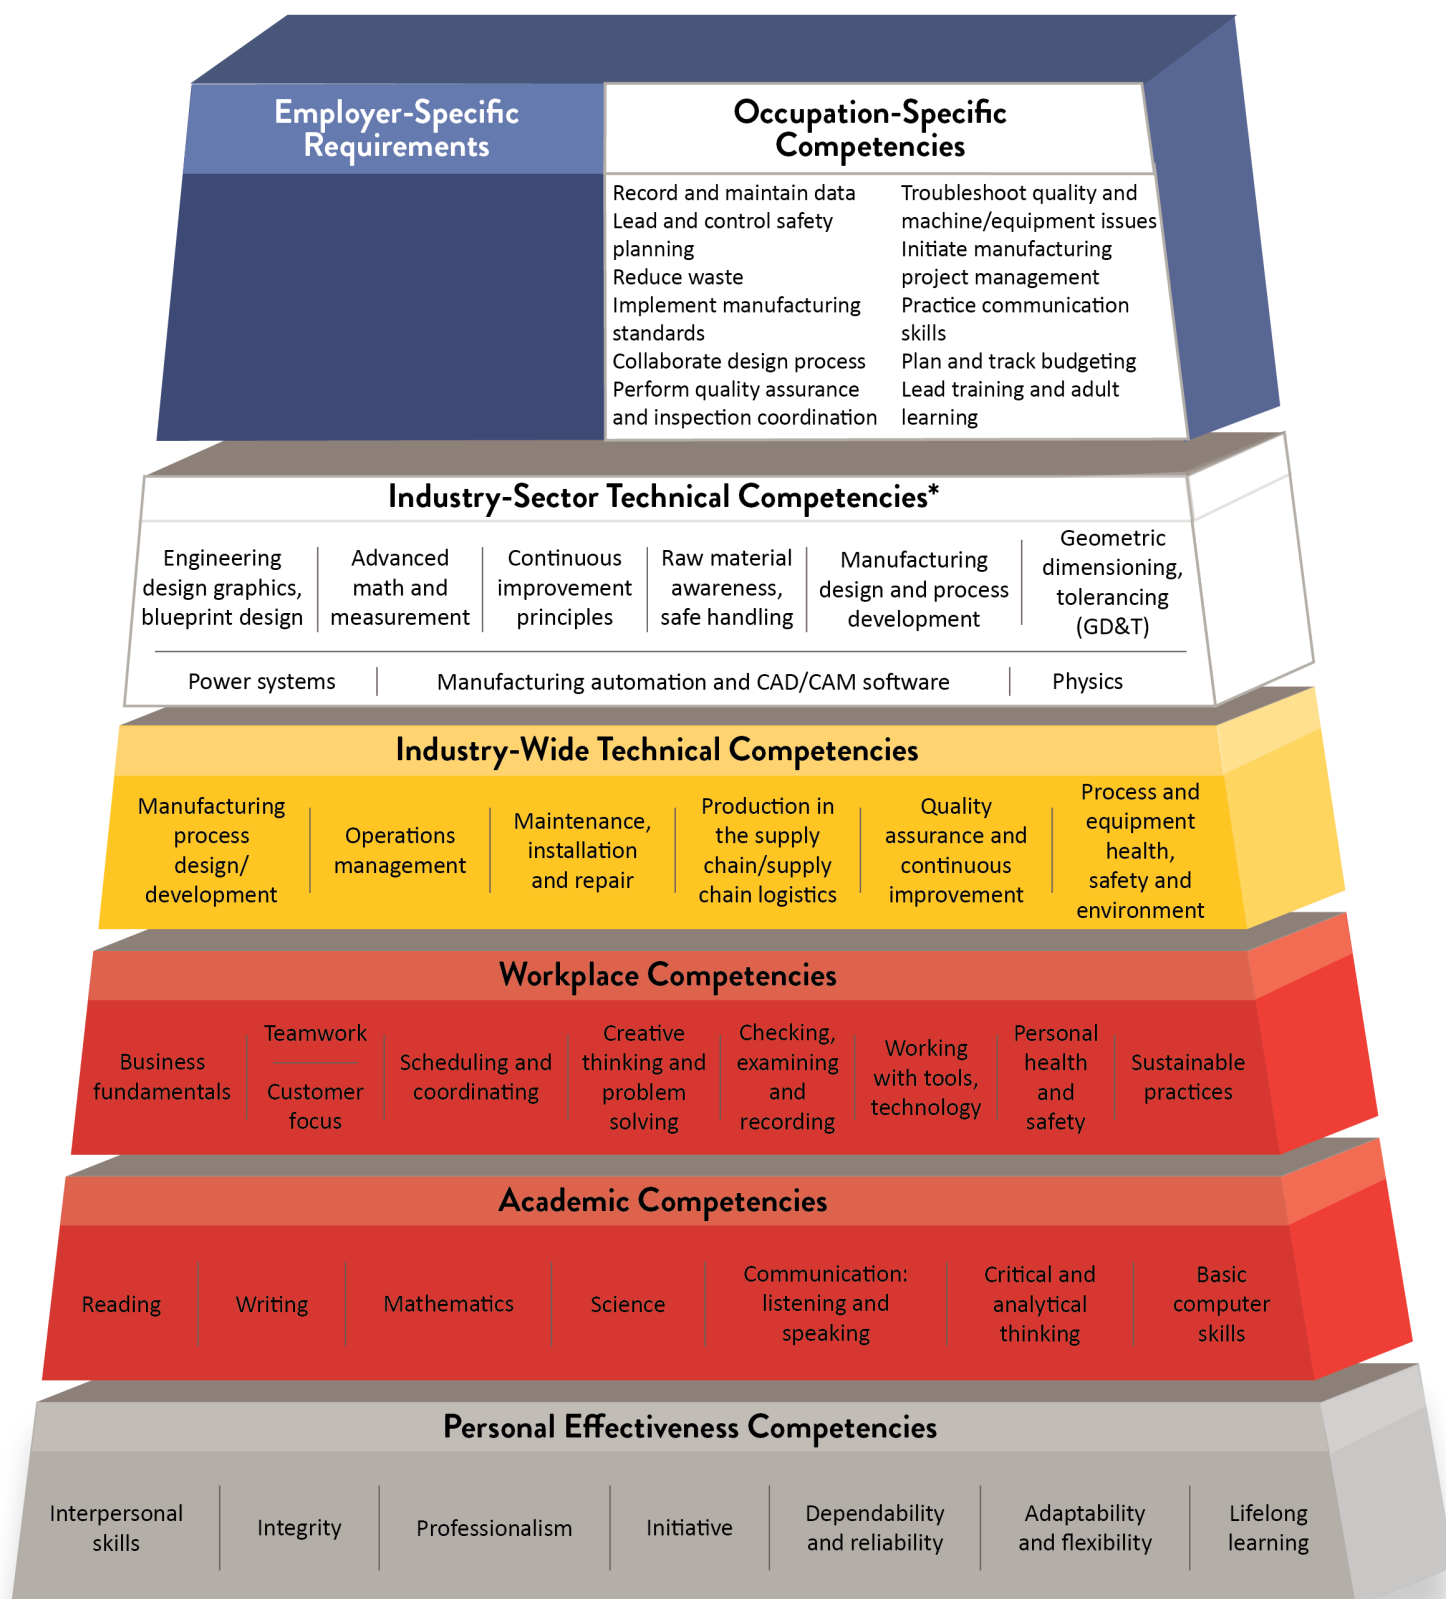 Employer-Specific
Requirements
Occupation-Specific
Competencies
Record and maintain data
Lead and control safety
planning
Reduce waste
Implement manufacturing
standards
Collaborate design process
Perform quality assurance
and inspection coordination
Troubleshoot quality and
machine/equipment issues
Initiate manufacturing
project management
Practice communication
skills
Plan and track budgeting
Lead training and adult
learning
Industry-Sector Technical Competencies*
Engineering
design graphics,
blueprint design
Advanced
math and
measurement
Continuous
improvement
principles
Raw material
awareness,
safe handling
Manufacturing
design and process
development
Geometric
dimensioning,
tolerancing
(GD&T)
Power systems
Manufacturing automation and CAD/CAM software
Physics
Industry-Wide Technical Competencies
Manufacturing
process
design/
development
Operations
management
Maintenance,
installation
and repair
Production in
the supply
chain/supply
chain logistics
Quality
assurance and
continuous
improvement
Process and
equipment
health,
safety and
environment
Workplace Competencies
Business
fundamentals
Teamwork
Customer
focus
Scheduling and
coordinating
Creative
thinking and
problem
solving
Checking,
examining
and
recording
Working
with tools,
technology
Personal
health
and
safety
Sustainable
practices
Academic Competencies
Reading
Writing
Mathematics
Science
Communication:
listening and
speaking
Critical and
analytical
thinking
Basic
computer
skills
Personal Effectiveness Competencies
Interpersonal
skills
Integrity
Professionalism
Initiative
Dependability
and reliability
Adaptability
and flexibility
Lifelong
learning